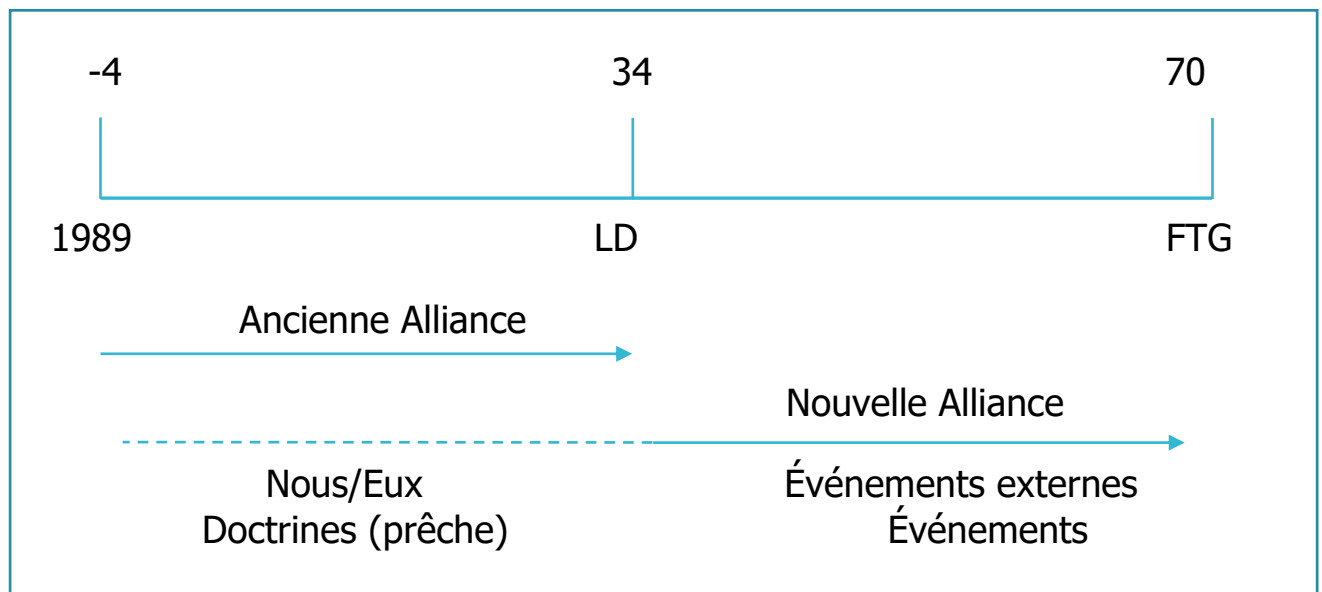 -4 34 70
1989 LD FTG
Ancienne Alliance
Nouvelle Alliance
Nous/Eux Événements externes
Doctrines (prêche) Événements